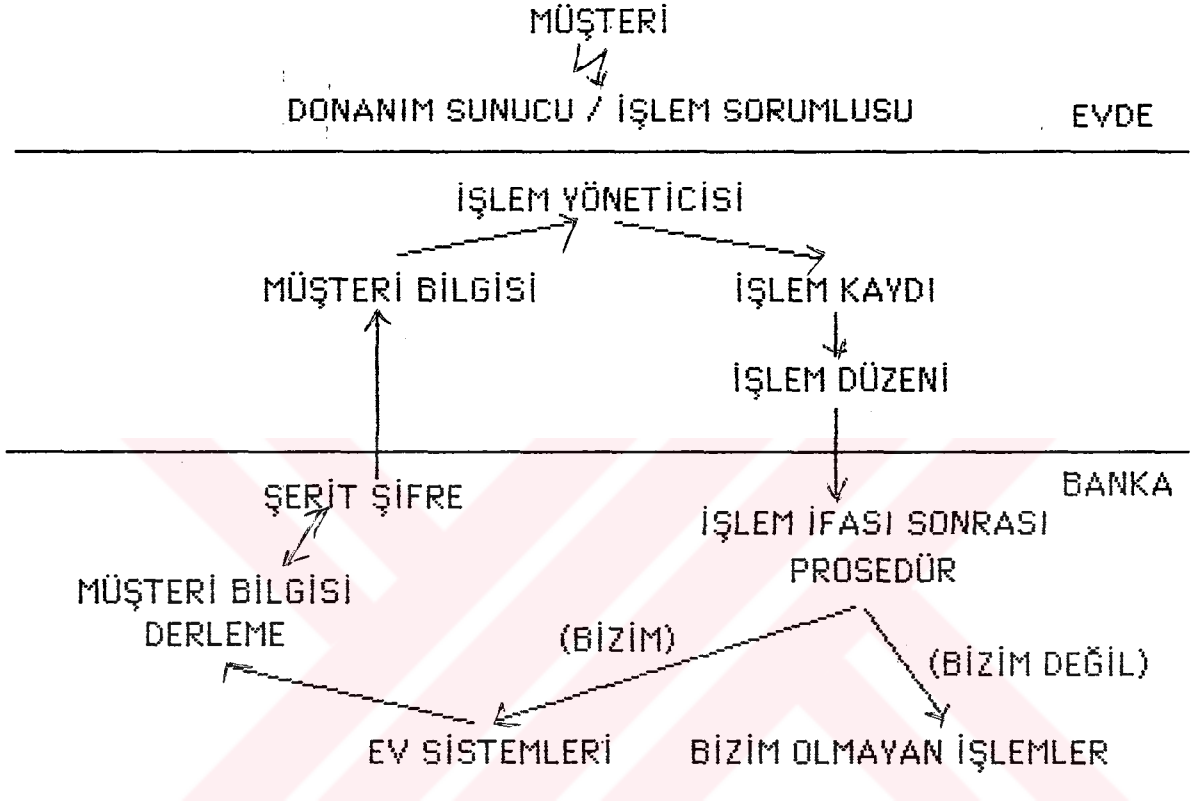 MÜŞTERİ
DONANIM SUNUCU / İŞLEM SORUMLUSU
EVDE
İŞLEM YÖNETİCİSİ
MÜŞTERİ BİLGİSİ
İŞLEM KAYDI
İŞLEM DÜZENİ
BANKA
ŞERİT ŞİFRE
İŞLEM İFASI SONRASI
PROSEDÜR
MÜŞTERİ BİLGİSİ
DERLEME
(BİZİM)
(BİZİM DEĞİL)
EV SİSTEMLERİ
BİZİM OLMAYAN İŞLEMLER